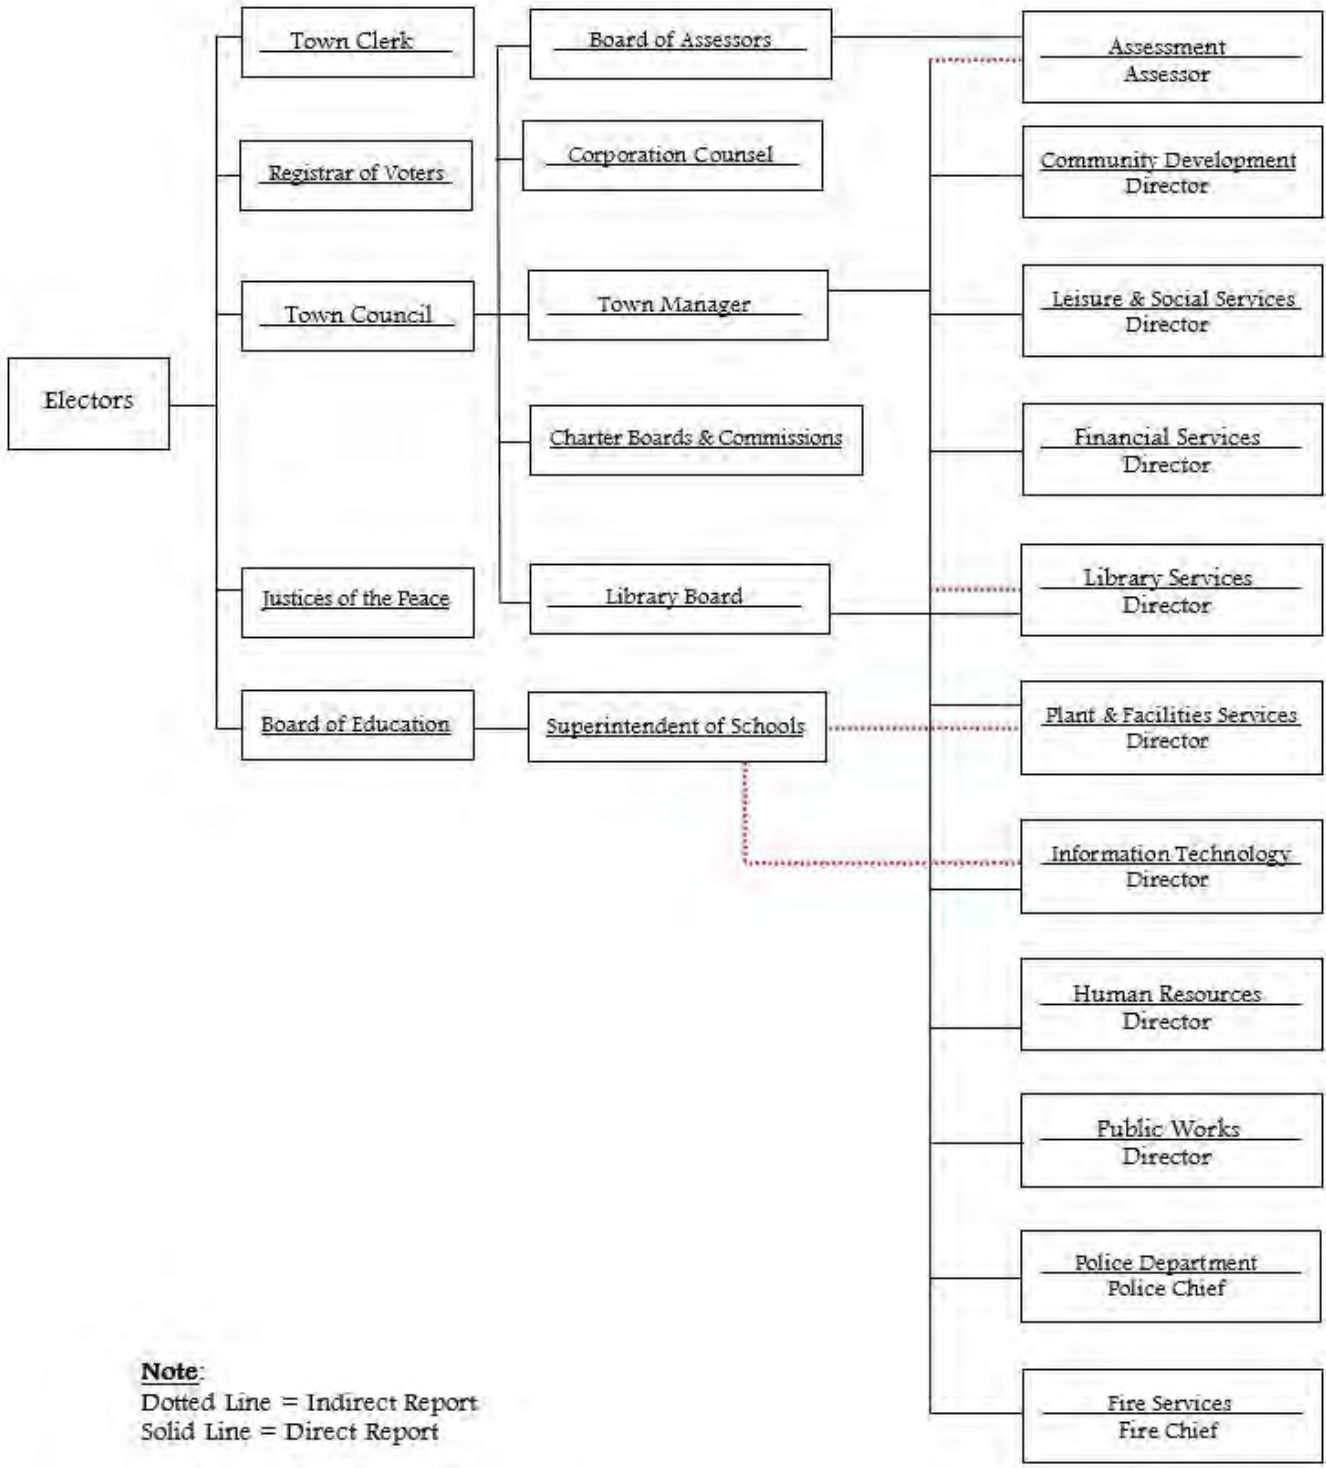 Town Clerk
Board of Assessors
Assessment
Assessor
Registrar of Voters
Corporation Counsel
Community Development
Director
Town Council
Town Manager
Leisure & Social Services
Director
Electors
Charter Boards & Commissions
Financial Services
Director
Justices of the Peace
Library Board
Library Services
Director
Board of Education
Superintendent of Schools
Plant & Facilities Services
Director
Information Technology
Director
Human Resources
Director
Public Works
Director
Police Department
Police Chief
Fire Services
Fire Chief
Note:
Dotted Line = Indirect Report
Solid Line = Direct Report